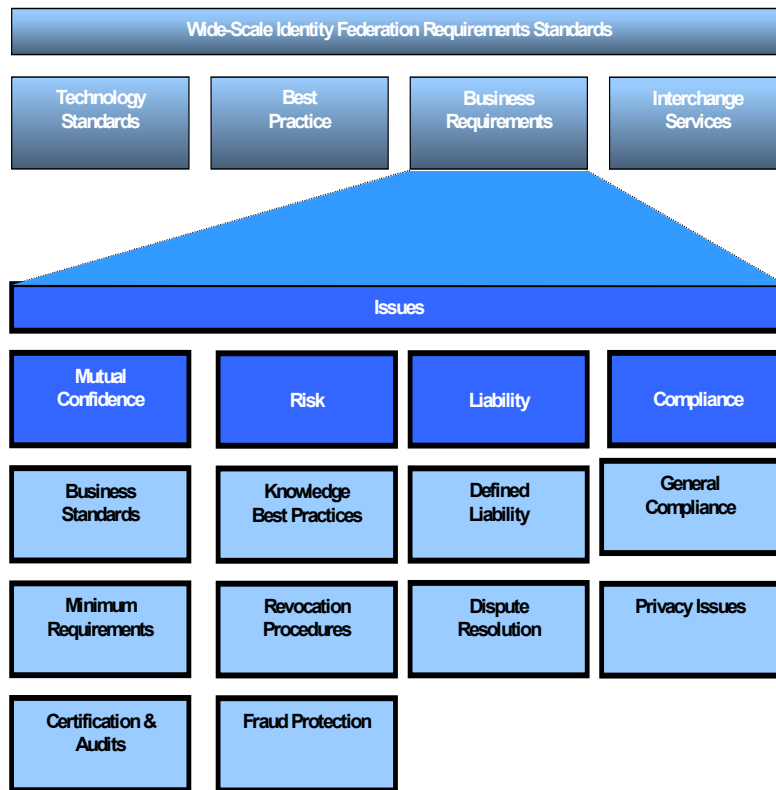 Wide-Scale Identity Federation Requirements Standards
Technology
Standards
Best
Practice
Business
Requirements
Interchange
Services
Issues
Mutual
Confidence
Risk
Liability
Compliance
Business
Standards
Knowledge
Best Practices
Defined
Liability
General
Compliance
Minimum
Requirements
Revocation
Procedures
Dispute
Resolution
Privacy Issues
Certification &
Audits
Fraud Protection